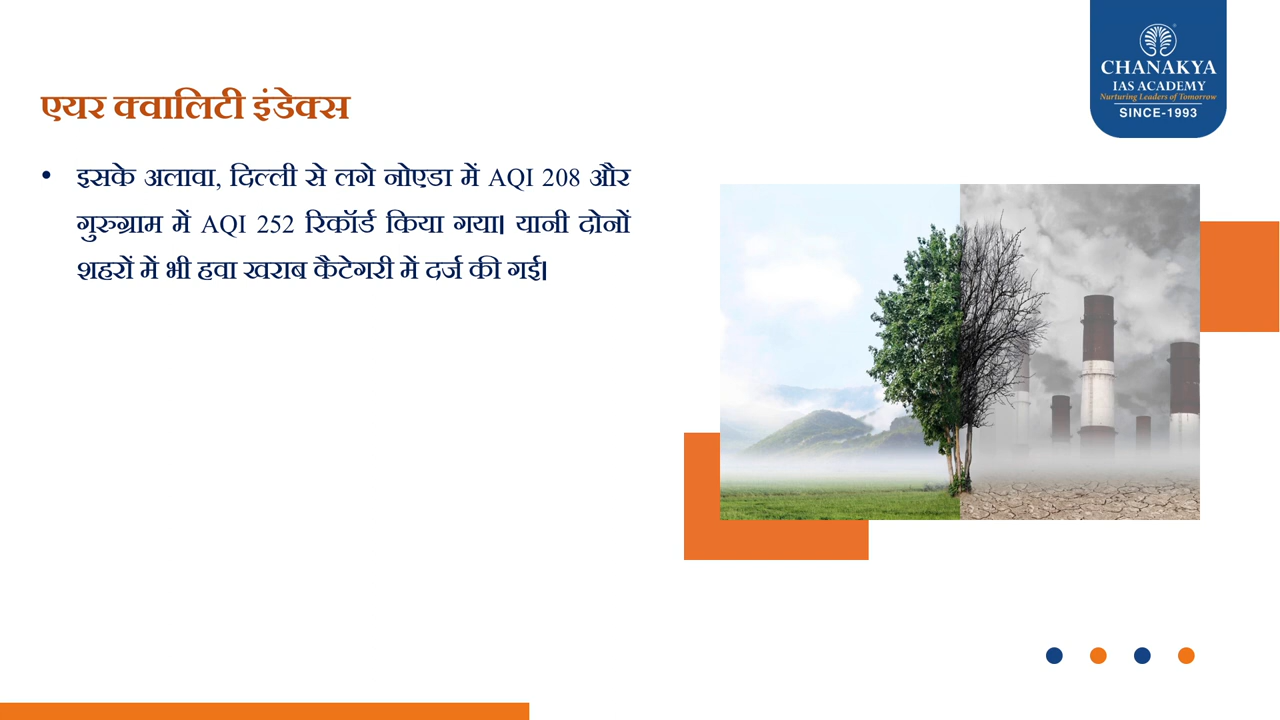 CHANAKYA
IAS ACADEMY
Nurturing Leaders of Tomorrow
SINCE-1993
एयर क्वालिटी इंडेक्स
• इसके अलावा, दिल्ली से लगे नोएडा में AQI 208 और
गुरुग्राम में AQI 252 रिकॉर्ड किया गया। यानी दोनों
शहरों में भी हवा खराब कैटेगरी में दर्ज की गई।